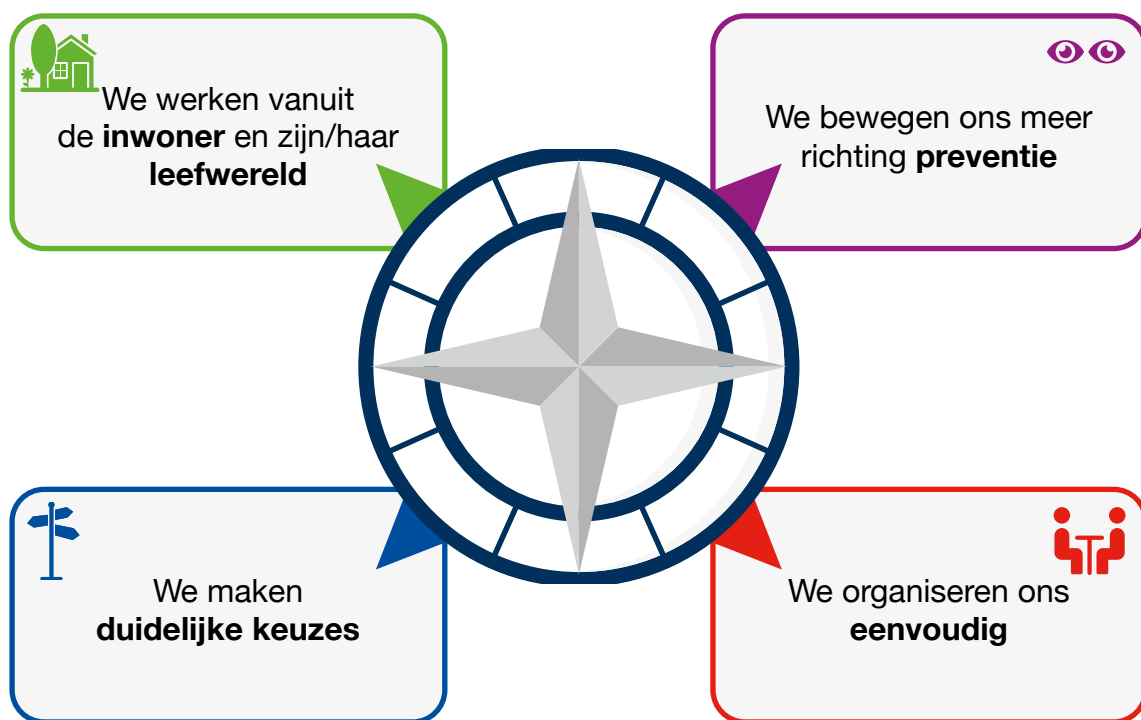 We werken vanuit
de inwoner en zijn/haar
leefwereld
We bewegen ons meer
richting preventie
We maken
duidelijke keuzes
We organiseren ons
eenvoudig